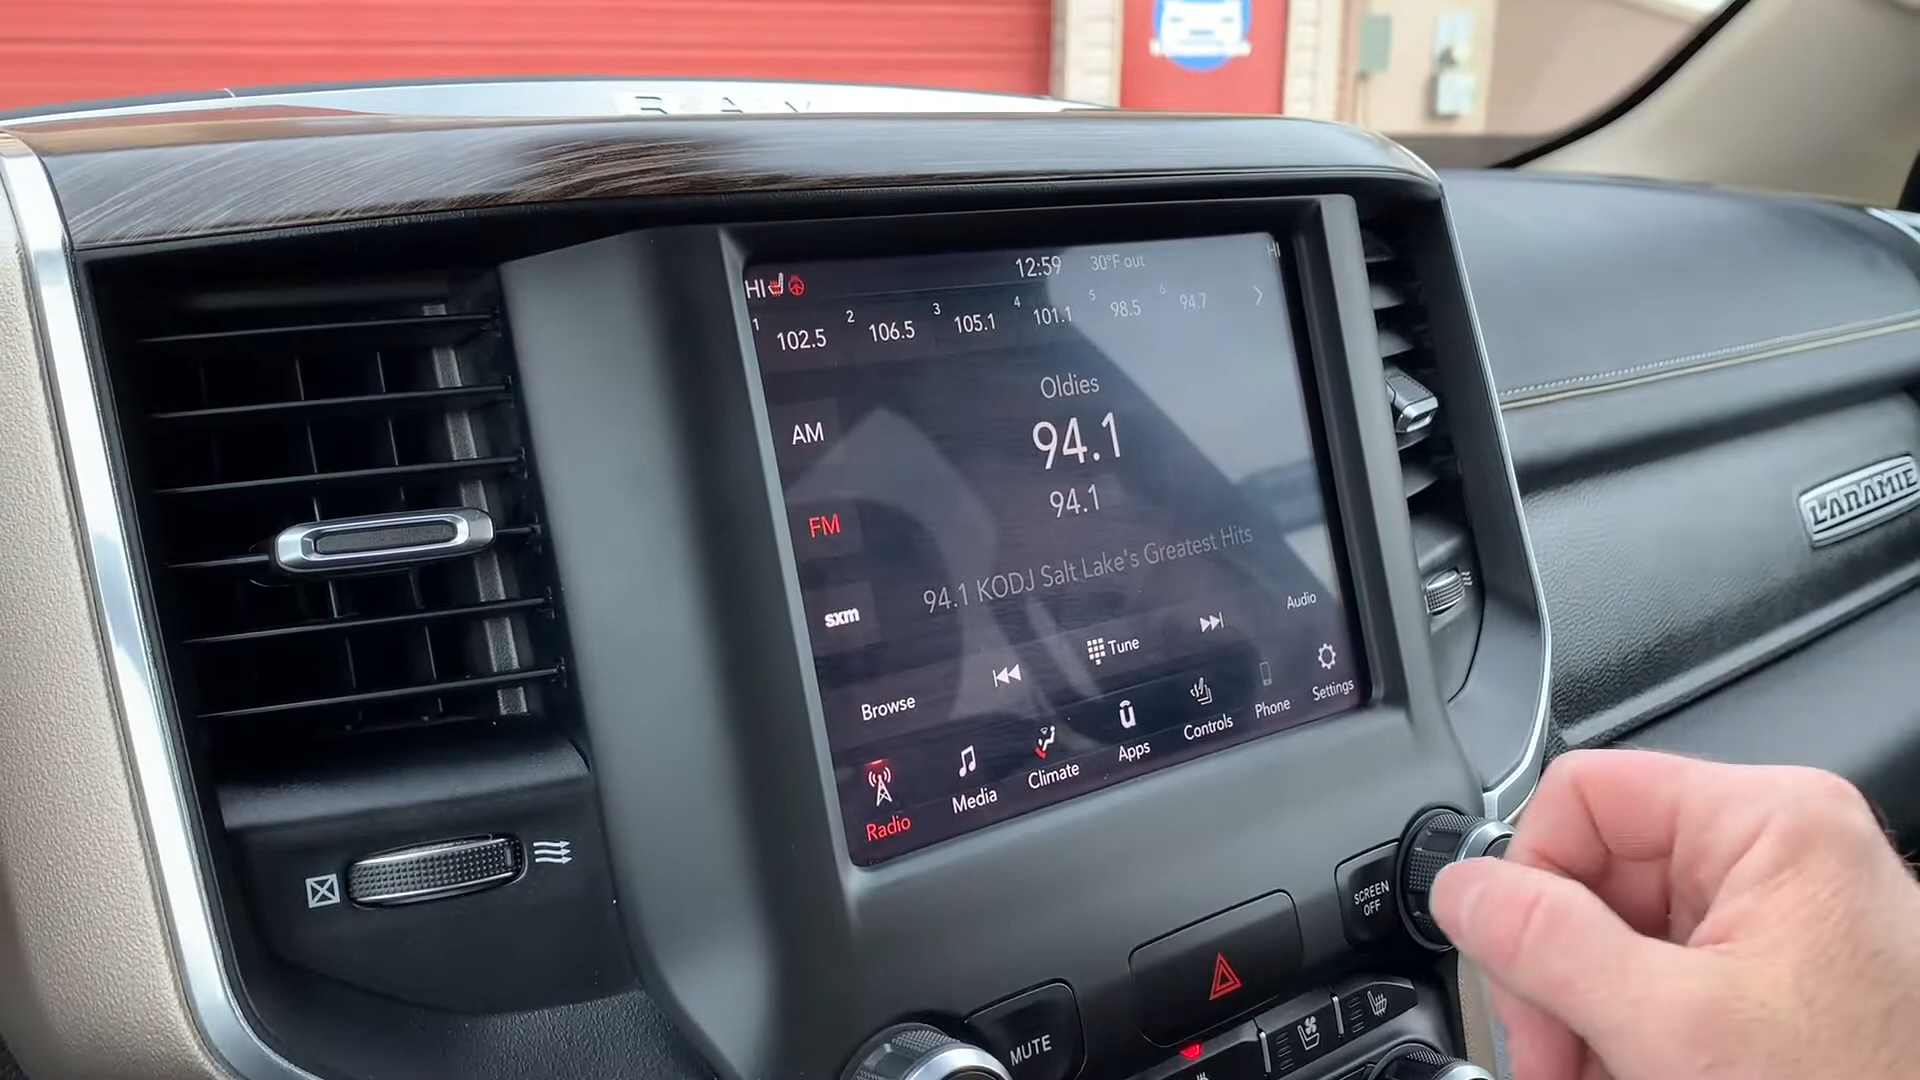 RAM
HI 12:59 30°F out HI
1 102.5 2 106.5 3 105.1 4 101.1 5 98.5 6 94.7
Oldies
AM
94.1
94.1
FM
94.1 KODJ Salt Lake's Greatest Hits
sxm
Audio
Browse
Tune
Radio
Media
Climate
Apps
Controls
Phone
Settings
LARAMIE
SCREEN
OFF
MUTE